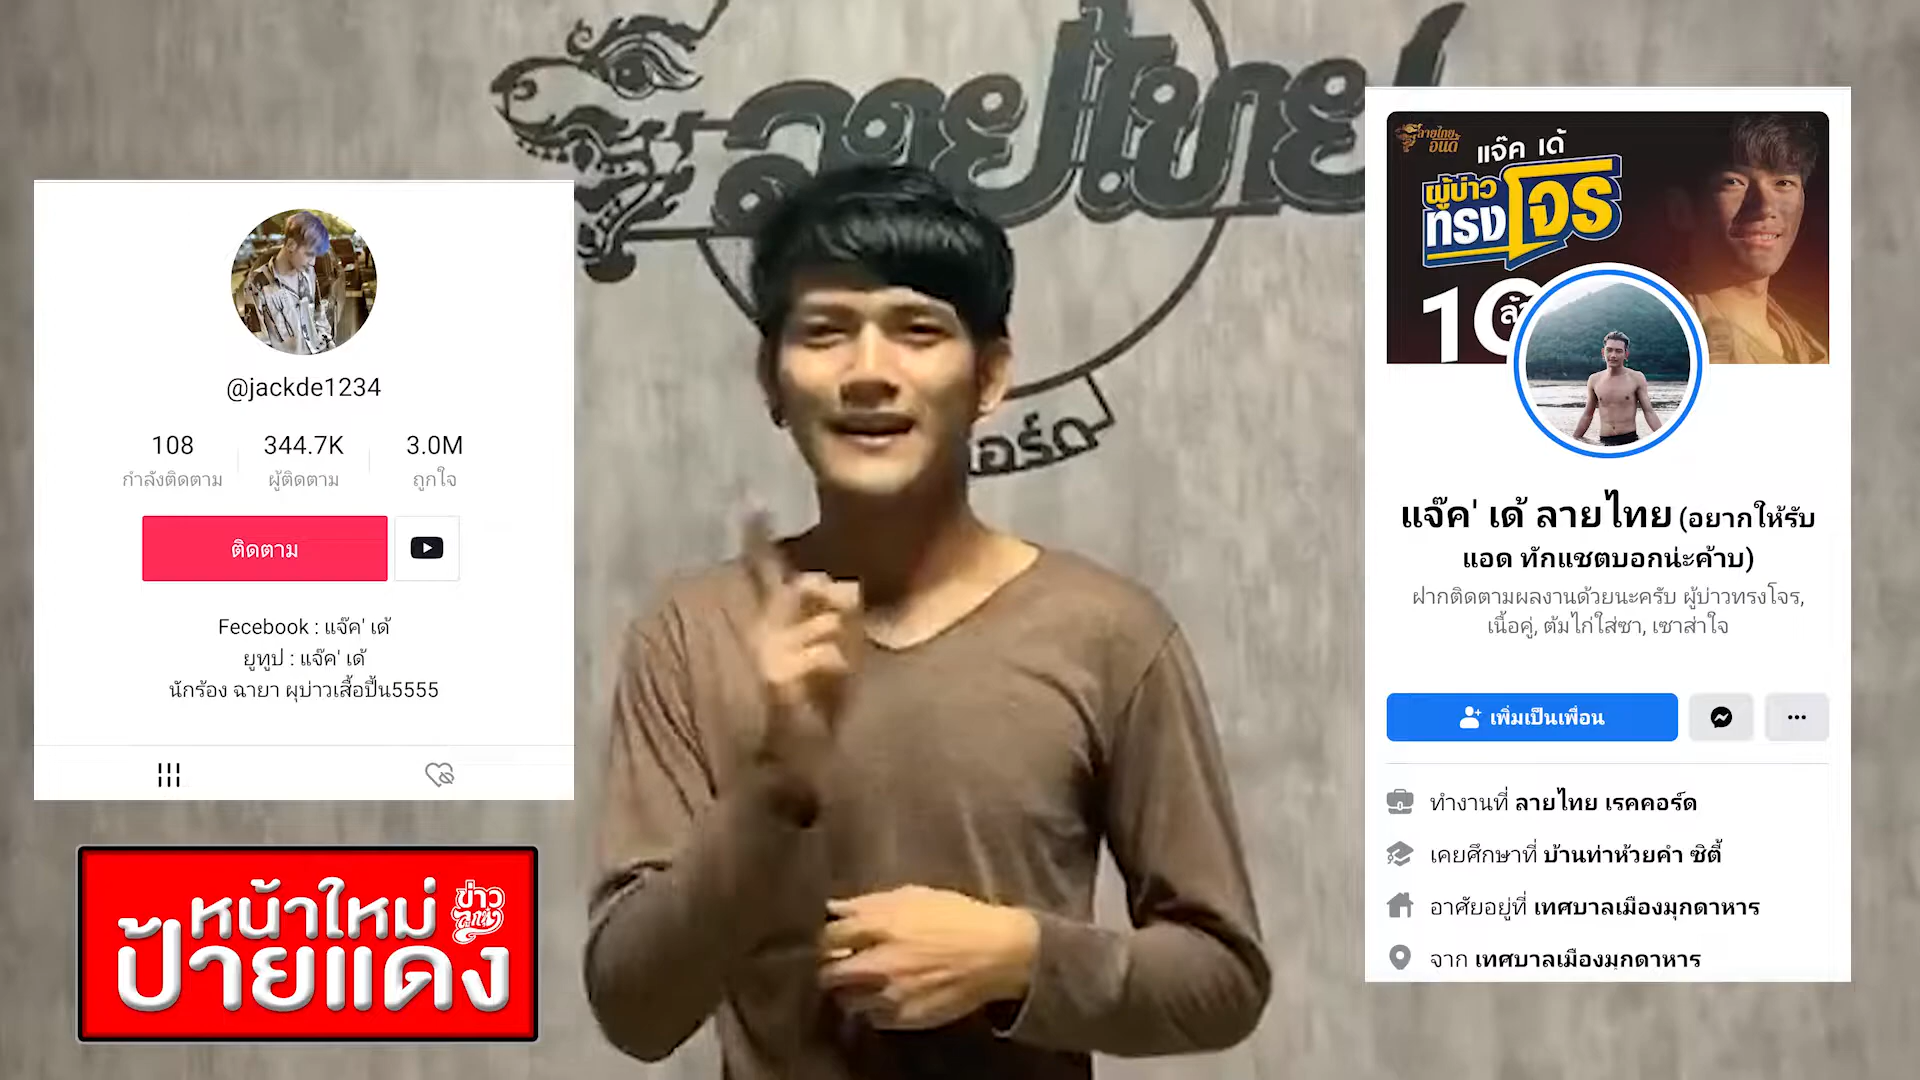 ลายไทย
อร์ด
@jackde1234
108
344.7K
3.0M
กำลังติดตาม
ผู้ติดตาม
ถูกใจ
ติดตาม
Fecebook : แจ๊ค' เด้
ยูทูป : แจ๊ค' เด้
นักร้อง ฉายา ผุบ่าวเสื้อปี้น5555
หน้าใหม่
ข่าว
ลูกทุ่ง
ป้ายแดง
ลายไทย
อินดี้
แจ๊ค เด้
ผู้บ่าว
ทรงโจร
10
แจ๊ค' เด้ ลายไทย (อยากให้รับ
แอด ทักแชตบอกน่ะค้าบ)
ฝากติดตามผลงานด้วยนะครับ ผู้บ่าวทรงโจร,
เนื้อคู่, ต้มไก่ใส่ซา, เซาส่าใจ
เพิ่มเป็นเพื่อน
ทำงานที่ ลายไทย เรคคอร์ด
เคยศึกษาที่ บ้านท่าห้วยคำ ซิตี้
อาศัยอยู่ที่ เทศบาลเมืองมุกดาหาร
จาก เทศบาลเมืองมุกดาหาร